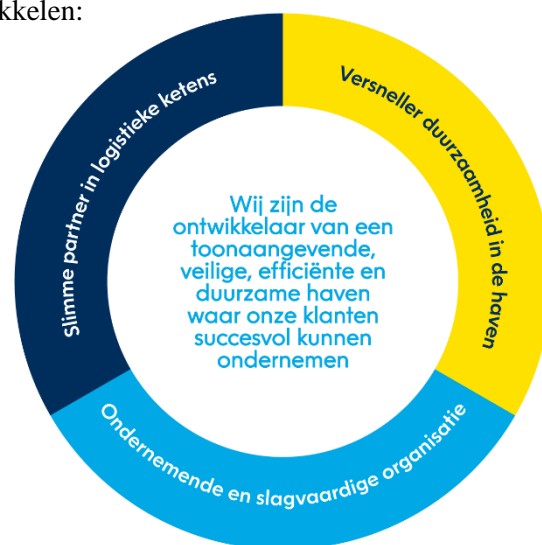 kkelen:
Slimme partner in logistieke ketens
Versneller duurzaamheid in de haven
Wij zijn de
ontwikkelaar van een
toonaangevende,
veilige, efficiënte en
duurzame haven
waar onze klanten
succesvol kunnen
ondernemen
Ondernemende en slagvaardige organisatie